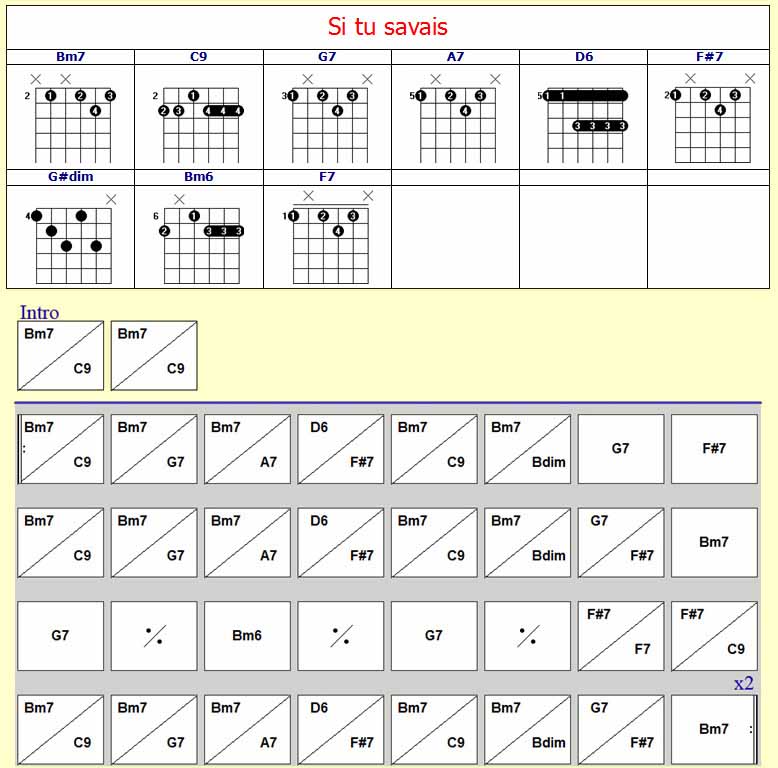 Si tu savais
Bm7 C9 G7 A7 D6 F#7
× × × × × × × ×
2 1 2 3 4
2 1 2 3 4 4 4
3 1 2 3 4
5 1 2 3 4
5 1 1 3 3 3 3
2 1 2 3 4
G#dim Bm6 F7
× × × ×
4
6 1 2 3 3 3
1 1 2 3 4
Intro
Bm7 C9 Bm7 C9
Bm7 C9 Bm7 G7 Bm7 A7 D6 F#7 Bm7 C9 Bm7 Bdim G7 F#7
Bm7 C9 Bm7 G7 Bm7 A7 D6 F#7 Bm7 C9 Bm7 Bdim G7 F#7 Bm7
G7 ٪ Bm6 ٪ G7 ٪ F#7 F7 F#7 C9
x2
Bm7 C9 Bm7 G7 Bm7 A7 D6 F#7 Bm7 C9 Bm7 Bdim G7 F#7 Bm7 :